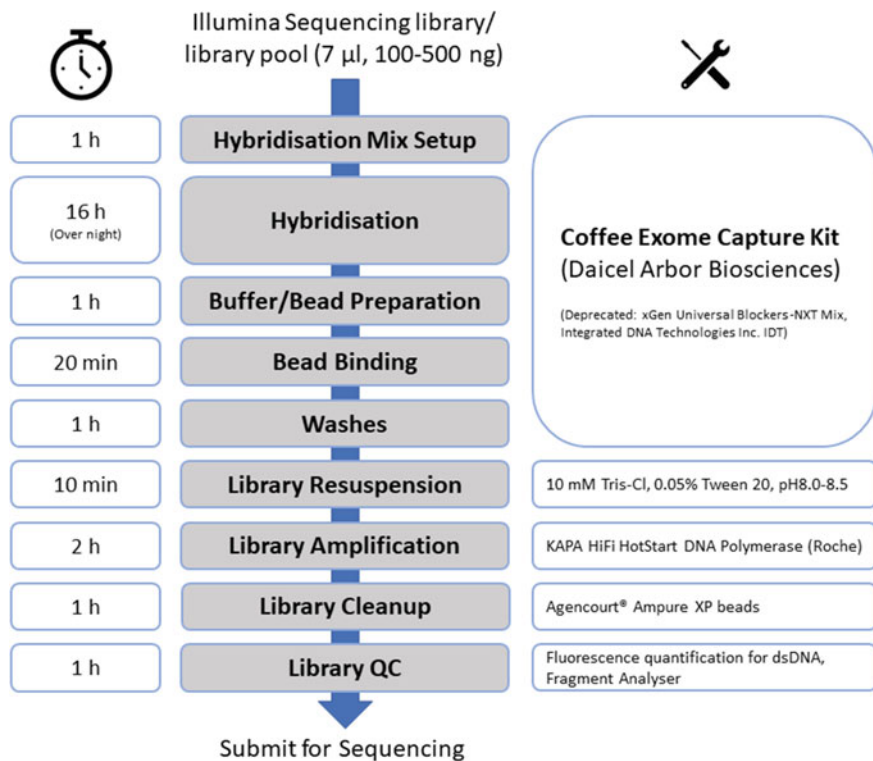 Illumina Sequencing library/
library pool (7 µl, 100-500 ng)
1 h
Hybridisation Mix Setup
16 h
(Over night)
Hybridisation
Coffee Exome Capture Kit
(Daicel Arbor Biosciences)
(Deprecated: xGen Universal Blockers-NXT Mix,
Integrated DNA Technologies Inc. IDT)
1 h
Buffer/Bead Preparation
20 min
Bead Binding
1 h
Washes
10 min
Library Resuspension
10 mM Tris-Cl, 0.05% Tween 20, pH8.0-8.5
2 h
Library Amplification
KAPA HiFi HotStart DNA Polymerase (Roche)
1 h
Library Cleanup
Agencourt® Ampure XP beads
1 h
Library QC
Fluorescence quantification for dsDNA,
Fragment Analyser
Submit for Sequencing